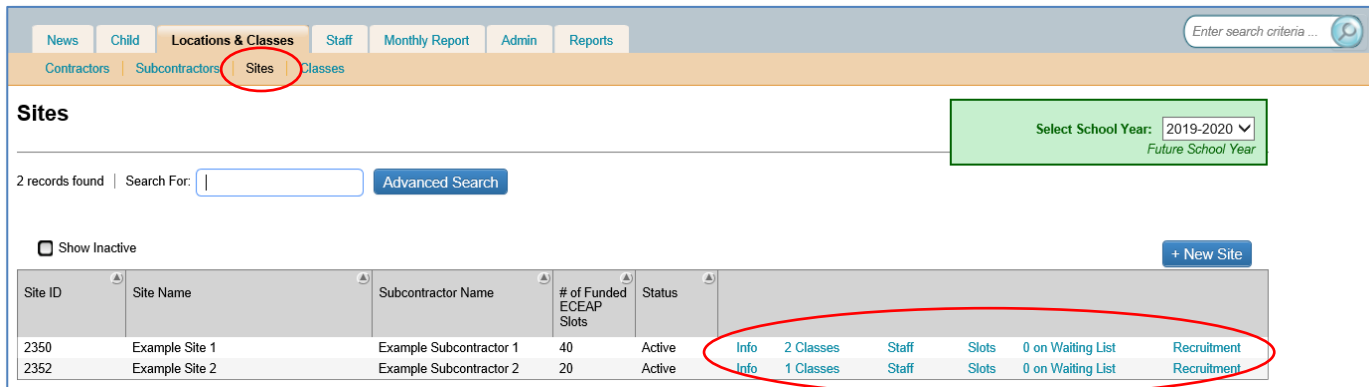 News Child Locations & Classes Staff Monthly Report Admin Reports Enter search criteria ...
Contractors Subcontractors Sites Classes
Sites
Select School Year: 2019-2020
Future School Year
2 records found | Search For: Advanced Search
Show Inactive
+ New Site
Site ID Site Name Subcontractor Name # of Funded ECEAP Slots Status
2350 Example Site 1 Example Subcontractor 1 40 Active Info 2 Classes Staff Slots 0 on Waiting List Recruitment
2352 Example Site 2 Example Subcontractor 2 20 Active Info 1 Classes Staff Slots 0 on Waiting List Recruitment